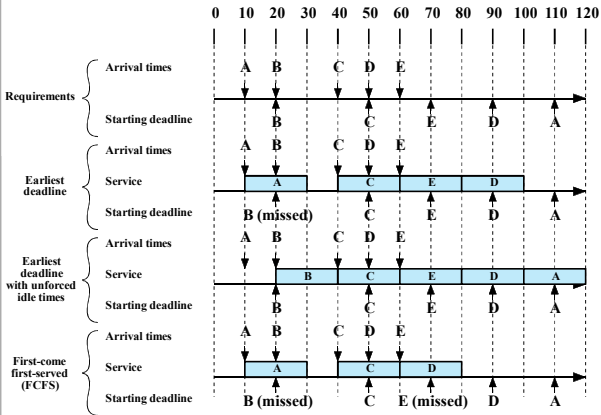 0 10 20 30 40 50 60 70 80 90 100 110 120
Arrival times A B C D E
Requirements
Starting deadline B C E D A
Arrival times A B C D E
Earliest
deadline
Service A C E D
Starting deadline B (missed) C E D A
Arrival times A B C D E
Earliest
deadline
with unforced
idle times
Service B C E D A
Starting deadline B C E D A
Arrival times A B C D E
First-come
first-served
(FCFS)
Service A C D
Starting deadline B (missed) C E (missed) D A